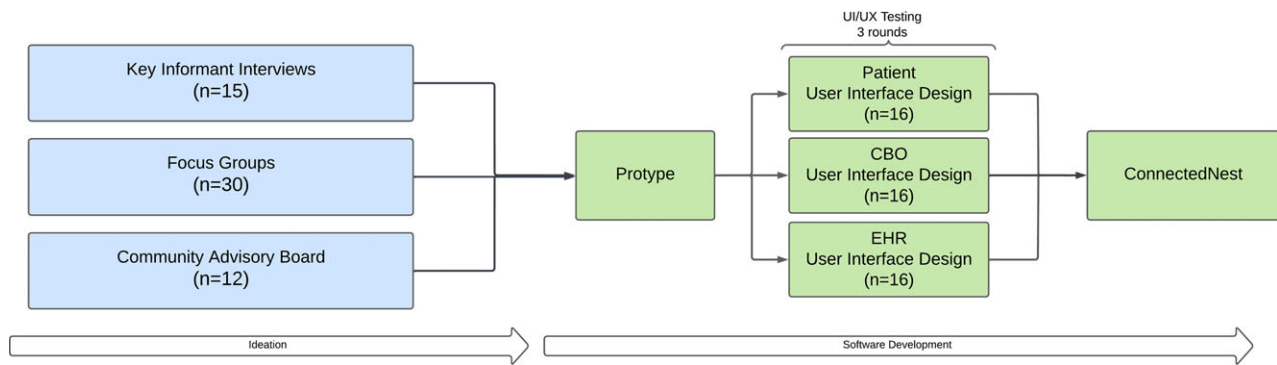 UI/UX Testing
3 rounds
Key Informant Interviews
(n=15)
Focus Groups
(n=30)
Community Advisory Board
(n=12)
Protype
Patient
User Interface Design
(n=16)
CBO
User Interface Design
(n=16)
EHR
User Interface Design
(n=16)
ConnectedNest
Ideation
Software Development